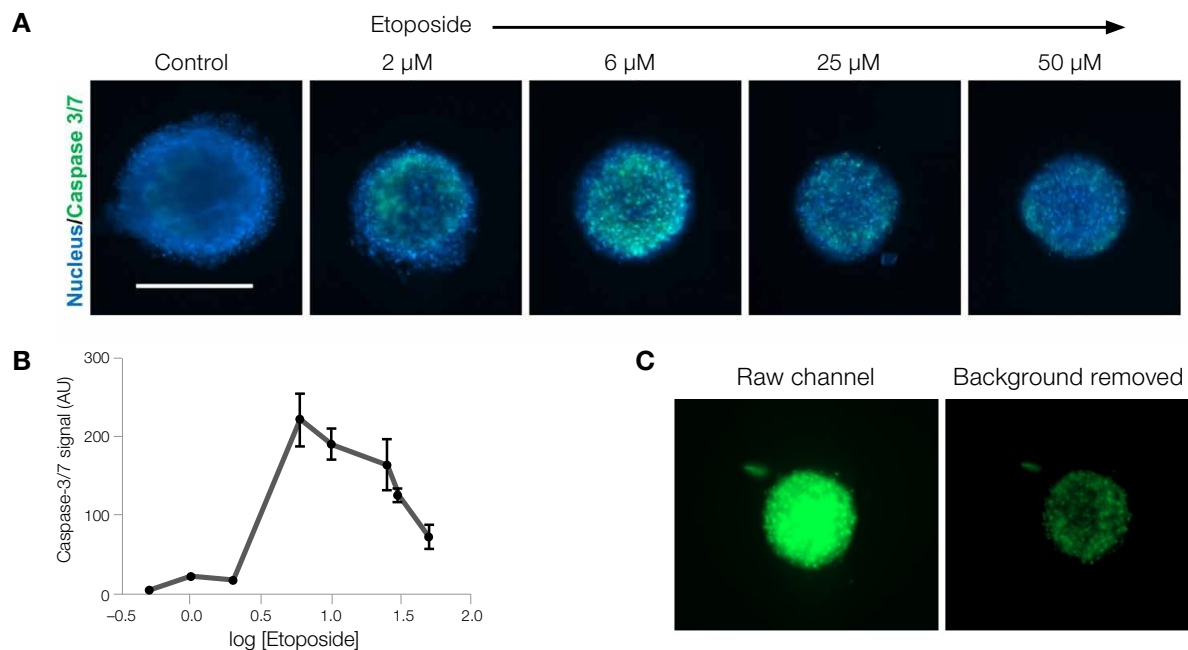 A
Etoposide
Control
2 µM
6 µM
25 µM
50 µM
Nucleus/Caspase 3/7
B
Caspase-3/7 signal (AU)
300
200
100
0
–0.5
0.0
0.5
1.0
1.5
2.0
log [Etoposide]
C
Raw channel
Background removed